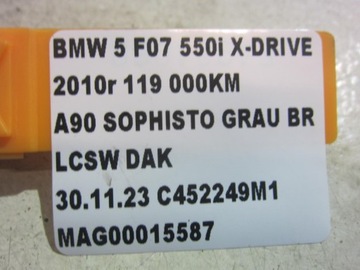 BMW 5 F07 550i X-DRIVE
2010r 119 000KM
A90 SOPHISTO GRAU BR
LCSW DAK
30.11.23 C452249M1
MAG00015587